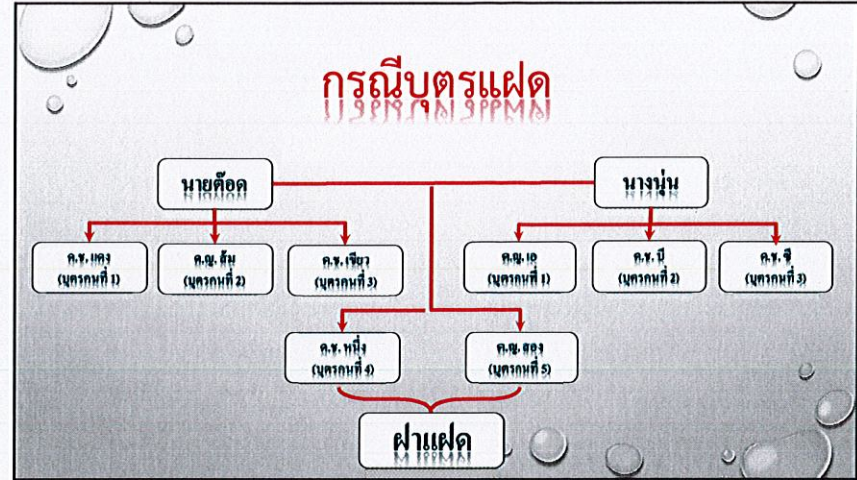 กรณีบุตรแฝด
นายต๊อด
นางนุ่น
ด.ช. แดง
(บุตรคนที่ 1)
ด.ญ. ส้ม
(บุตรคนที่ 2)
ด.ช. เขียว
(บุตรคนที่ 3)
ด.ญ. เอ
(บุตรคนที่ 1)
ด.ช. บี
(บุตรคนที่ 2)
ด.ช. ซี
(บุตรคนที่ 3)
ด.ช. หนึ่ง
(บุตรคนที่ 4)
ด.ญ. สอง
(บุตรคนที่ 5)
ฝาแฝด